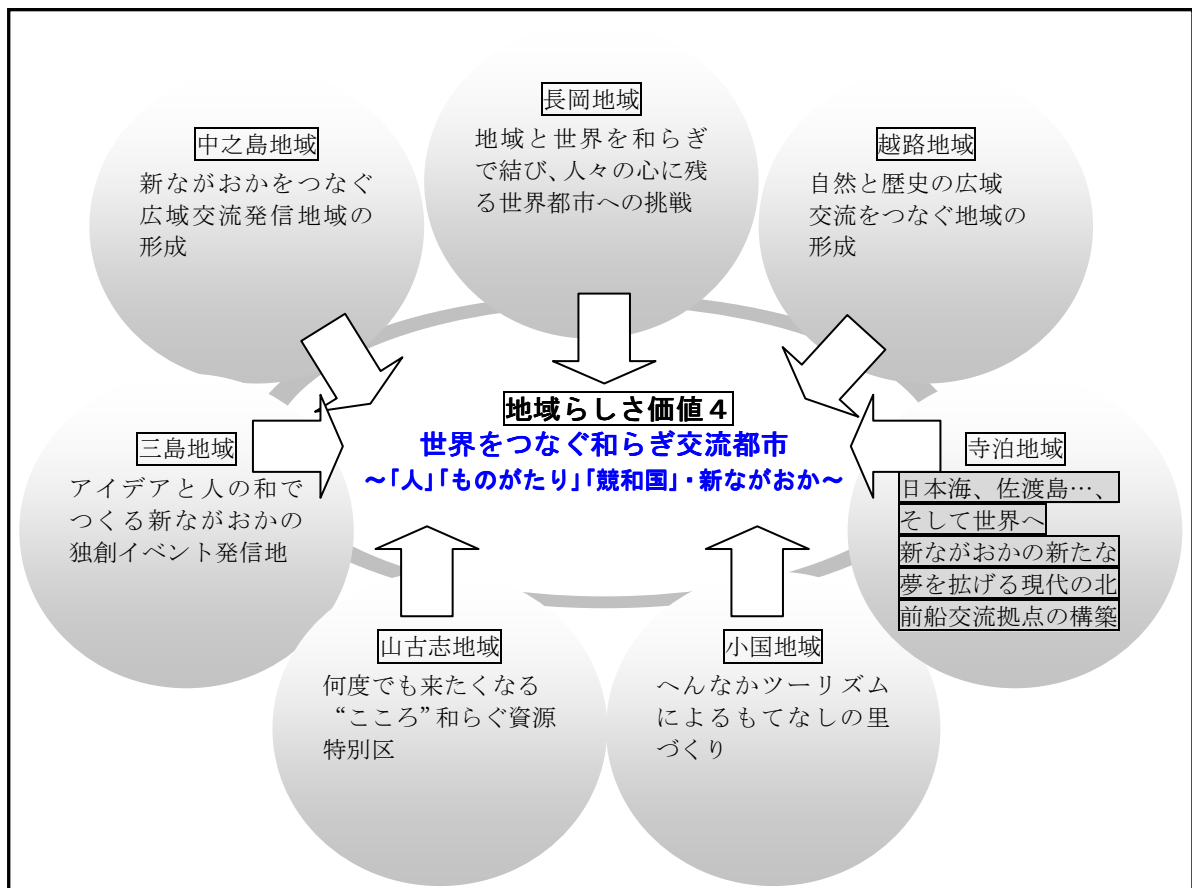 長岡地域
地域と世界を和らぎ
で結び、人々の心に残
る世界都市への挑戦
中之島地域
新ながおかをつなぐ
広域交流発信地域の
形成
越路地域
自然と歴史の広域
交流をつなぐ地域の
形成
地域らしさ価値4
世界をつなぐ和らぎ交流都市
~「人」「ものがたり」「競和国」・新ながおか~
三島地域
アイデアと人の和で
つくる新ながおかの
独創イベント発信地
寺泊地域
日本海、佐渡島…、
そして世界へ
新ながおかの新たな
夢を拡げる現代の北
前船交流拠点の構築
山古志地域
何度でも来たくなる
“こころ”和らぐ資源
特別区
小国地域
へんなかツーリズム
によるもてなしの里
づくり